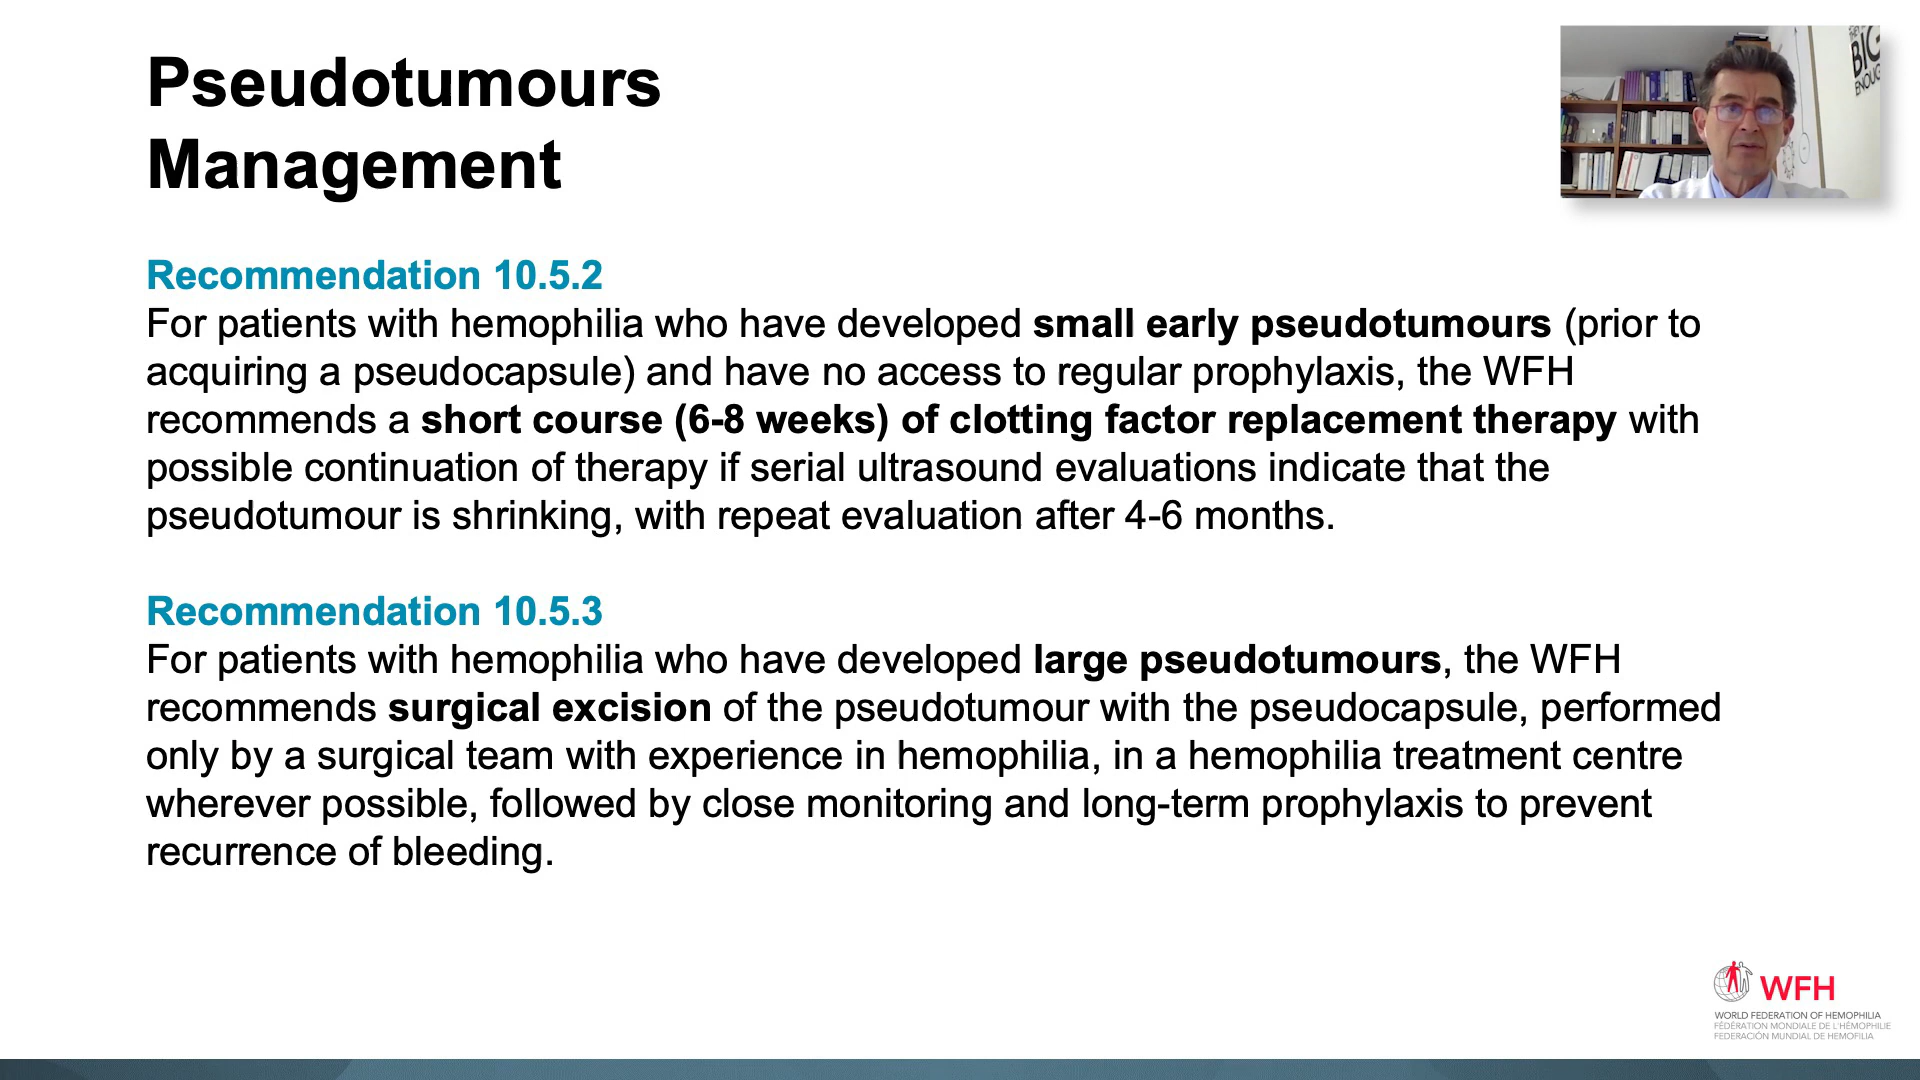 Pseudotumours
Management
BIG
ENOUG
Recommendation 10.5.2
For patients with hemophilia who have developed small early pseudotumours (prior to
acquiring a pseudocapsule) and have no access to regular prophylaxis, the WFH
recommends a short course (6-8 weeks) of clotting factor replacement therapy with
possible continuation of therapy if serial ultrasound evaluations indicate that the
pseudotumour is shrinking, with repeat evaluation after 4-6 months.
Recommendation 10.5.3
For patients with hemophilia who have developed large pseudotumours, the WFH
recommends surgical excision of the pseudotumour with the pseudocapsule, performed
only by a surgical team with experience in hemophilia, in a hemophilia treatment centre
wherever possible, followed by close monitoring and long-term prophylaxis to prevent
recurrence of bleeding.
WFH
WORLD FEDERATION OF HEMOPHILIA
FÉDÉRATION MONDIALE DE L'HÉMOPHILIE
FEDERACIÓN MUNDIAL DE HEMOFILIA